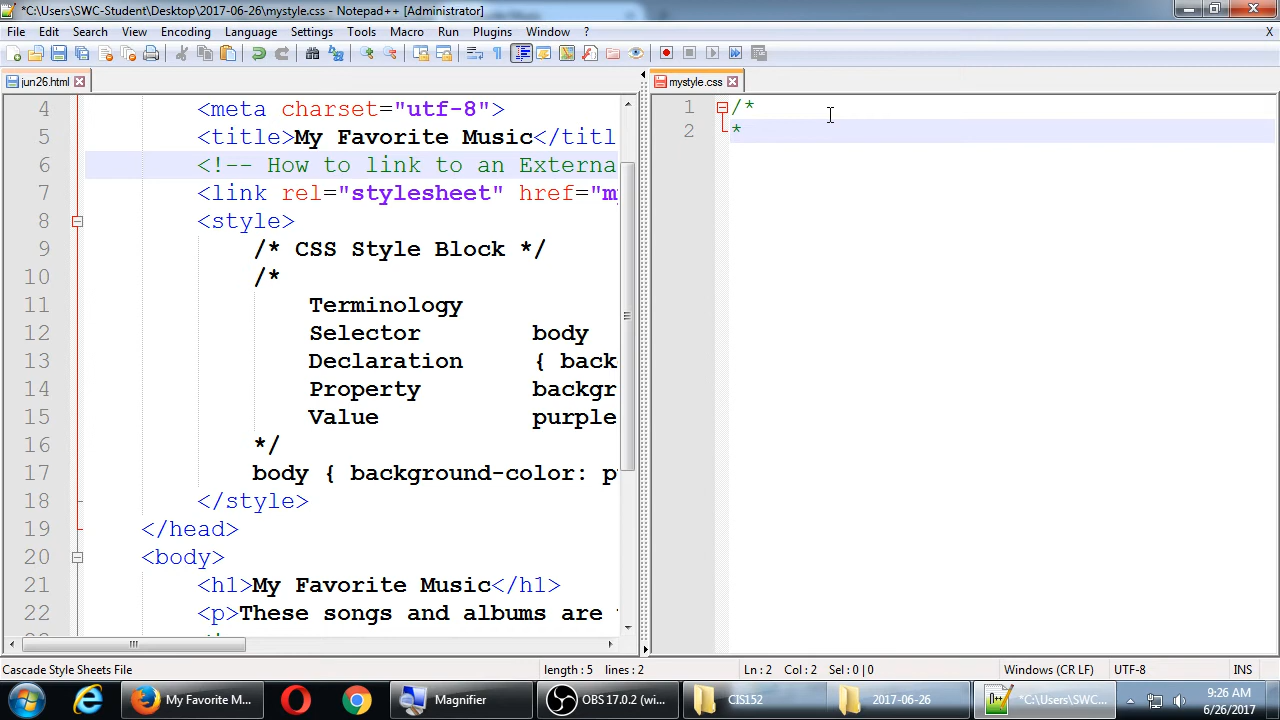 *C:\Users\SWC-Student\Desktop\2017-06-26\mystyle.css - Notepad++ [Administrator]
File Edit Search View Encoding Language Settings Tools Macro Run Plugins Window ? X
jun26.html
mystyle.css
4 <meta charset="utf-8">
5 <title>My Favorite Music</titl
6 <!-- How to link to an Externa
7 <link rel="stylesheet" href="my
8 <style>
9 /* CSS Style Block */
10 /*
11 Terminology
12 Selector body
13 Declaration { back
14 Property backgr
15 Value purple
16 */
17 body { background-color: p
18 </style>
19 </head>
20 <body>
21 <h1>My Favorite Music</h1>
22 <p>These songs and albums are
1 /*
2 *
Cascade Style Sheets File length : 5 lines : 2 Ln : 2 Col : 2 Sel : 0 | 0 Windows (CR LF) UTF-8 INS
My Favorite M...
Magnifier
OBS 17.0.2 (wi...
CIS152
2017-06-26
*C:\Users\SWC...
9:26 AM
6/26/2017